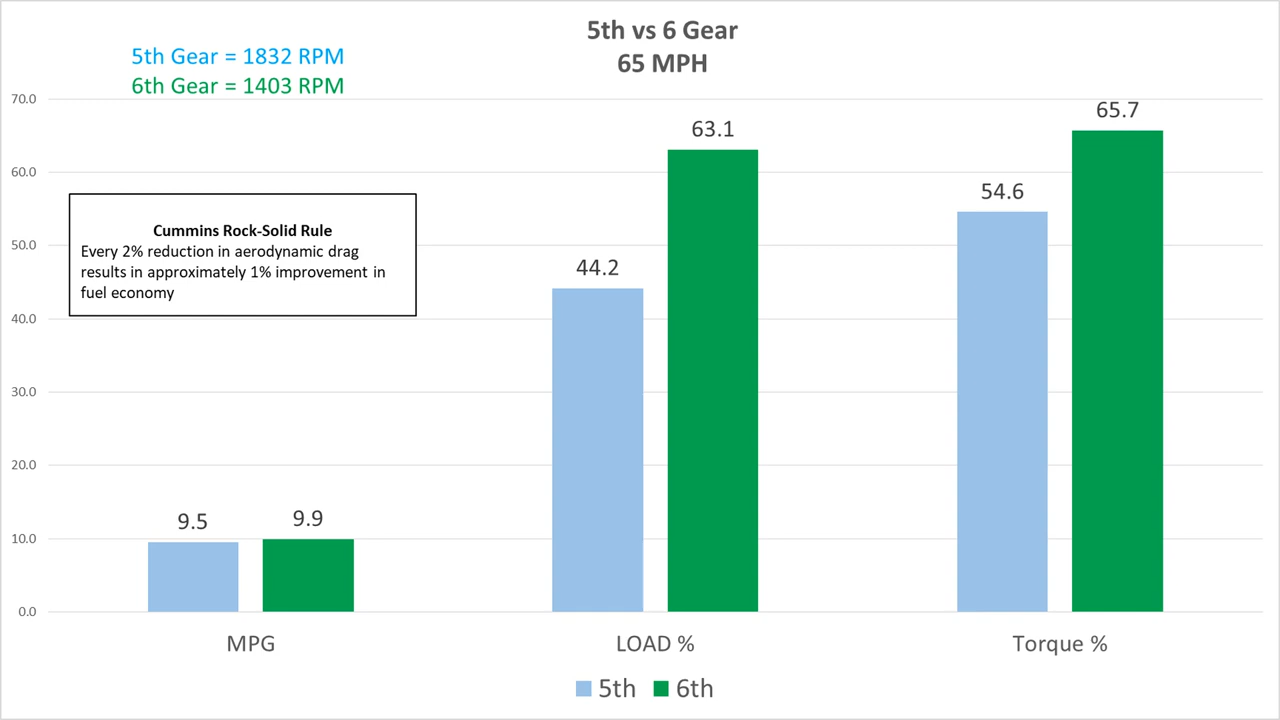 5th vs 6 Gear
65 MPH
5th Gear = 1832 RPM
6th Gear = 1403 RPM
70.0
60.0
50.0
40.0
30.0
20.0
10.0
0.0
Cummins Rock-Solid Rule
Every 2% reduction in aerodynamic drag
results in approximately 1% improvement in
fuel economy
9.5
9.9
44.2
63.1
54.6
65.7
MPG
LOAD %
Torque %
5th
6th